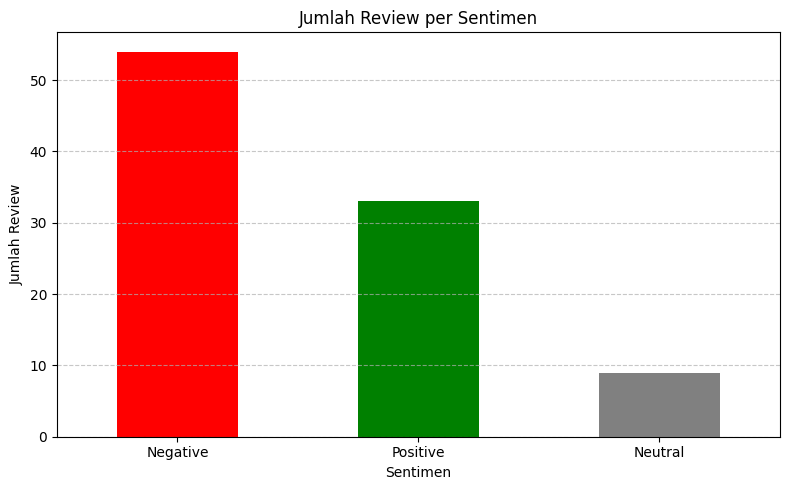 Jumlah Review per Sentimen
Jumlah Review
50
40
30
20
10
0
Negative
Positive
Neutral
Sentimen